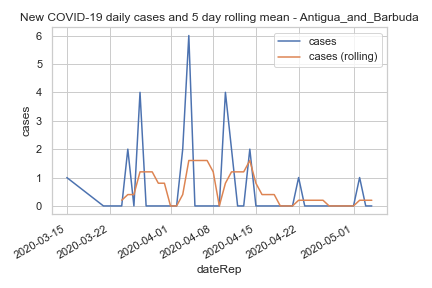 New COVID-19 daily cases and 5 day rolling mean - Antigua_and_Barbuda
cases
cases (rolling)
6
5
4
3
2
1
0
cases
2020-03-15
2020-03-22
2020-04-01
2020-04-08
2020-04-15
2020-04-22
2020-05-01
dateRep